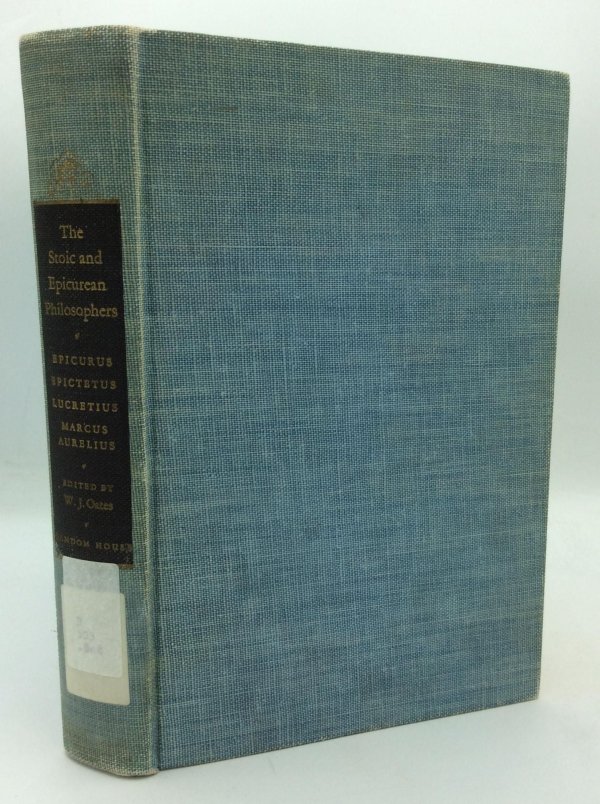 The
Stoic and
Epicurean
Philosophers
EPICURUS
EPICTETUS
LUCRETIUS
MARCUS
AURELIUS
EDITED BY
W. J. Oates
RANDOM HOUSE